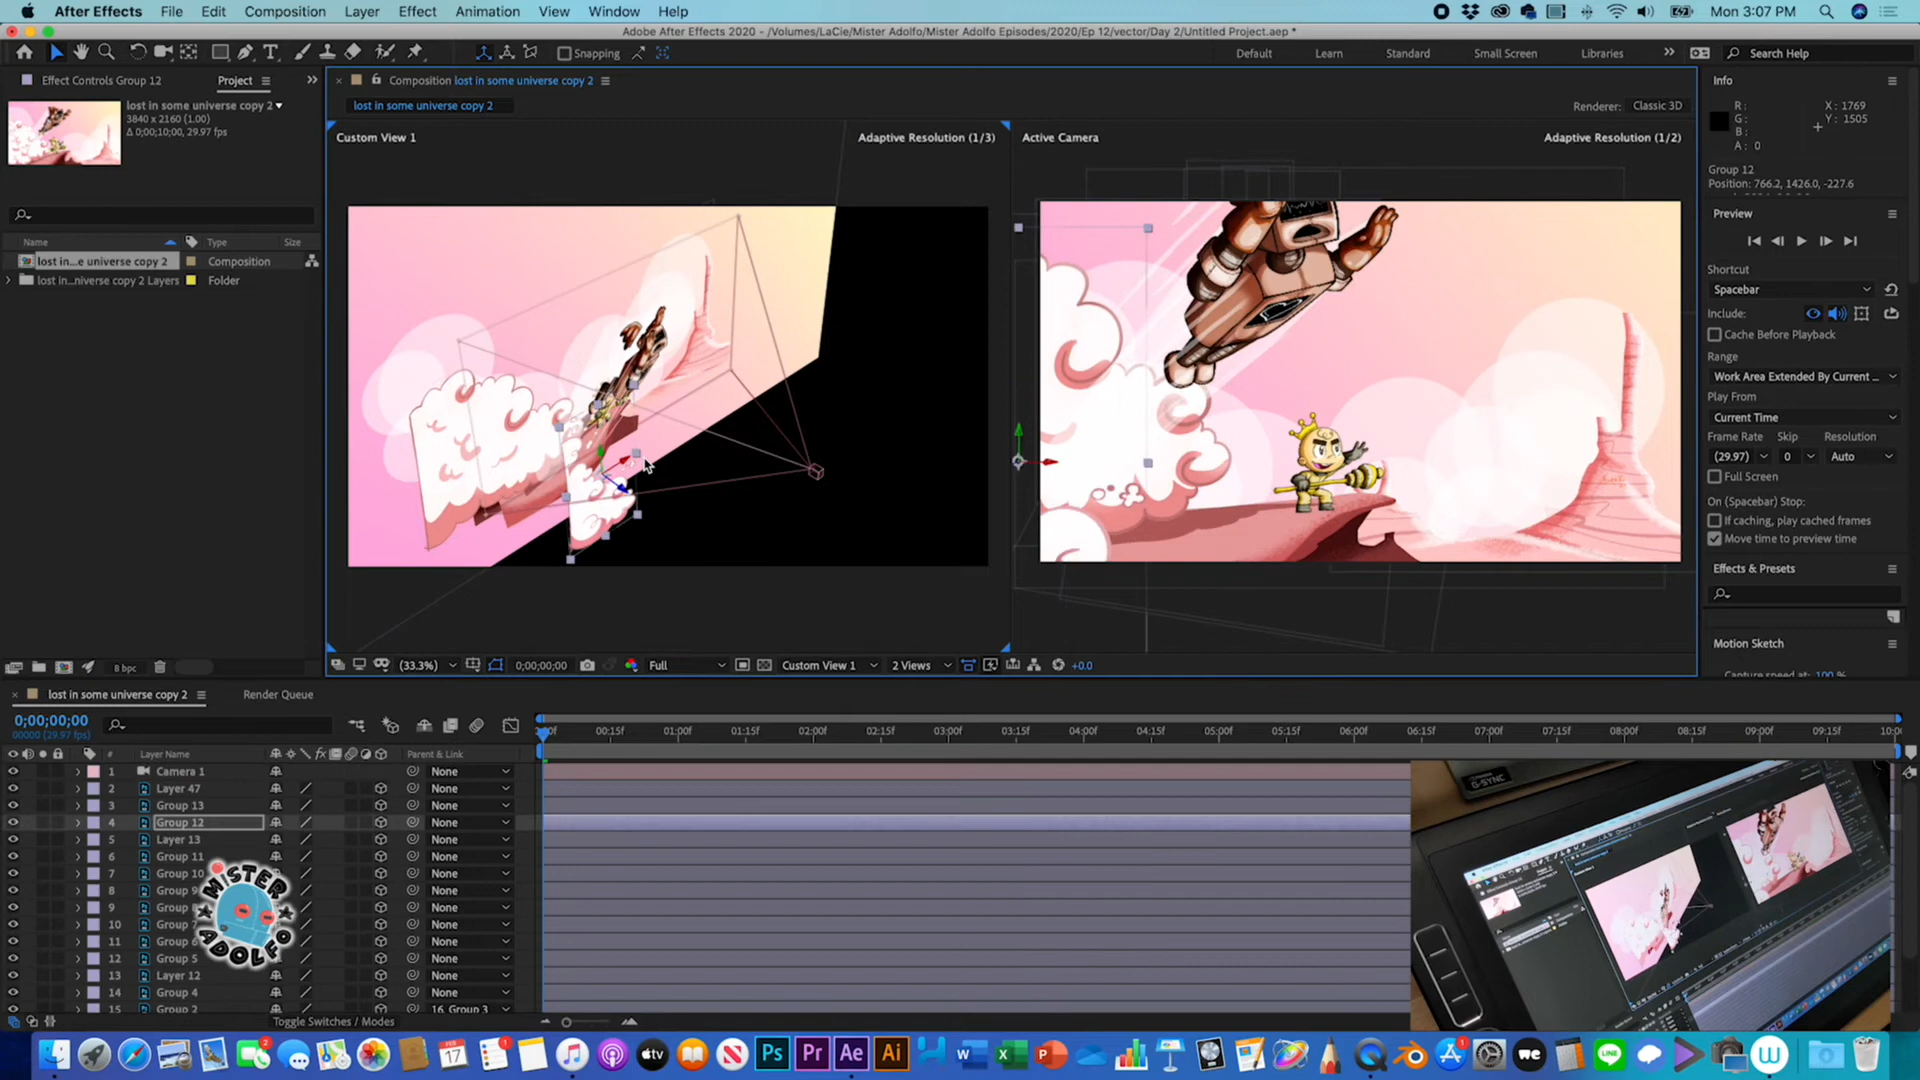 After Effects File Edit Composition Layer Effect Animation View Window Help Mon 3:07 PM
Adobe After Effects 2020 - /Volumes/LaCie/Mister Adolfo/Mister Adolfo Episodes/2020/Ep 12/vector/Day 2/Untitled Project.aep *
Snapping Default Learn Standard Small Screen Libraries Search Help
Effect Controls Group 12 Project
lost in some universe copy 2
3840 x 2160 (1.00)
Δ 0;00;10;00, 29.97 fps
Name Type Size
lost in...e universe copy 2 Composition
lost in...niverse copy 2 Layers Folder
8 bpc
Composition lost in some universe copy 2
lost in some universe copy 2 Renderer: Classic 3D
Custom View 1 Adaptive Resolution (1/3)
Active Camera Adaptive Resolution (1/2)
(33.3%) 0;00;00;00 Full Custom View 1 2 Views +0.0
Info
R: X: 1769
G: Y: 1505
B:
A: 0
Group 12
Position: 766.2, 1426.0, -227.6
Preview
Shortcut
Spacebar
Include:
Cache Before Playback
Range
Work Area Extended By Current ...
Play From
Current Time
Frame Rate Skip Resolution
(29.97) 0 Auto
Full Screen
On (Spacebar) Stop:
If caching, play cached frames
Move time to preview time
Effects & Presets
Motion Sketch
Capture speed at: 100 %
lost in some universe copy 2 Render Queue
0;00;00;00
00000 (29.97 fps)
00:15f 01:00f 01:15f 02:00f 02:15f 03:00f 03:15f 04:00f 04:15f 05:00f 05:15f 06:00f 06:15f 07:00f 07:15f 08:00f 08:15f 09:00f 09:15f
# Layer Name Parent & Link
1 Camera 1 None
2 Layer 47 None
3 Group 13 None
4 Group 12 None
5 Layer 13 None
6 Group 11 None
7 Group 10 None
8 Group 9 None
9 Group None
10 Group None
11 Group 6 None
12 Group 5 None
13 Layer 12 None
14 Group 4 None
15 Group 2 16. Group 3
Toggle Switches / Modes
MISTER
ADOLFO
G-SYNC
FEB
17
2
1
tv
Ps Pr Ae Ai
W X P
we
LINE
W